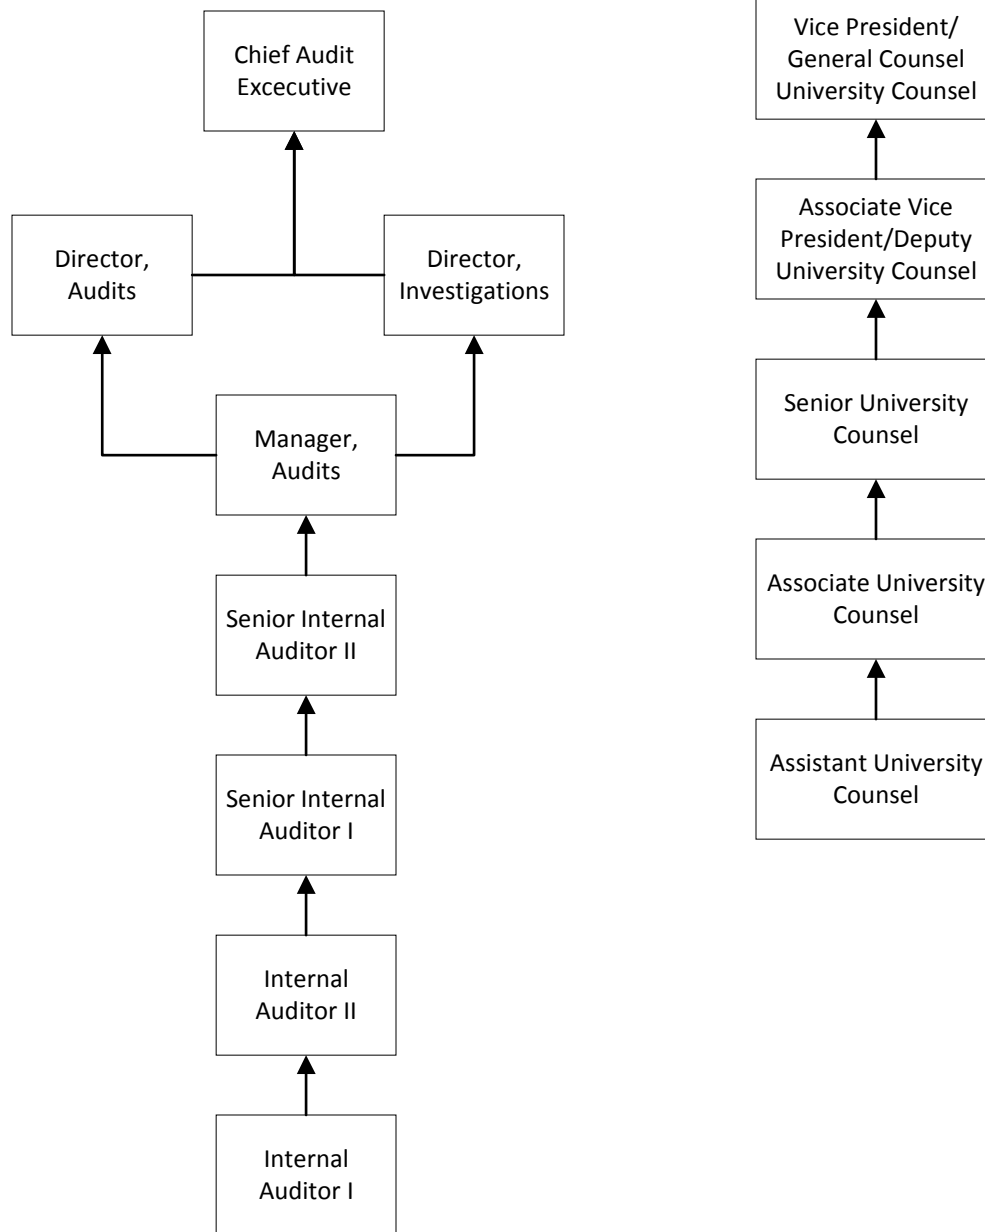 Chief Audit
Excecutive
Director,
Audits
Director,
Investigations
Manager,
Audits
Senior Internal
Auditor II
Senior Internal
Auditor I
Internal
Auditor II
Internal
Auditor I
Vice President/
General Counsel
University Counsel
Associate Vice
President/Deputy
University Counsel
Senior University
Counsel
Associate University
Counsel
Assistant University
Counsel